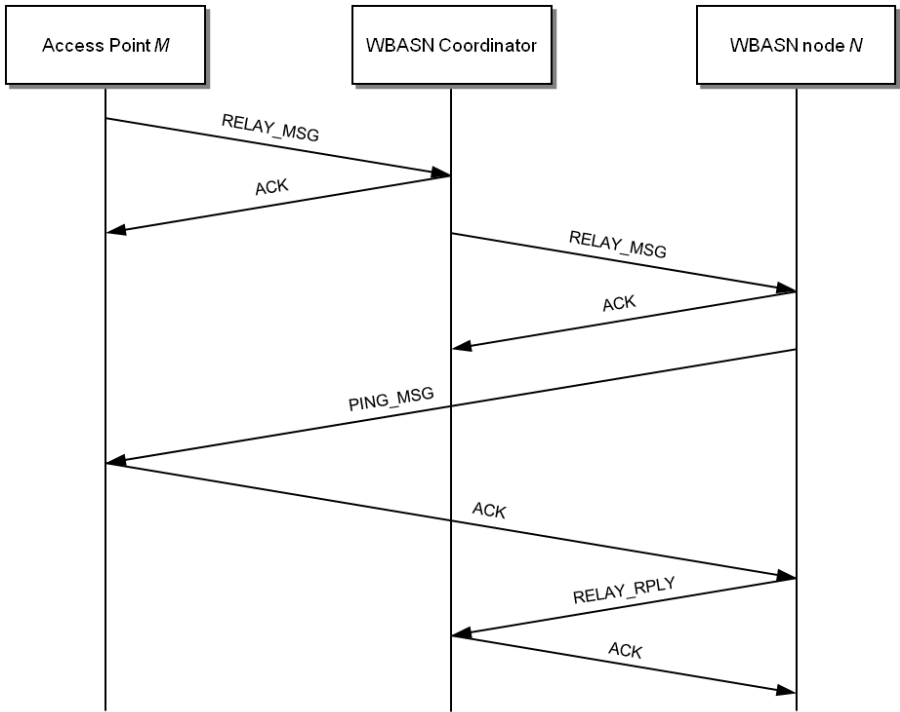 Access Point M
WBASN Coordinator
WBASN node N
RELAY_MSG
ACK
RELAY_MSG
ACK
PING_MSG
ACK
RELAY_RPLY
ACK